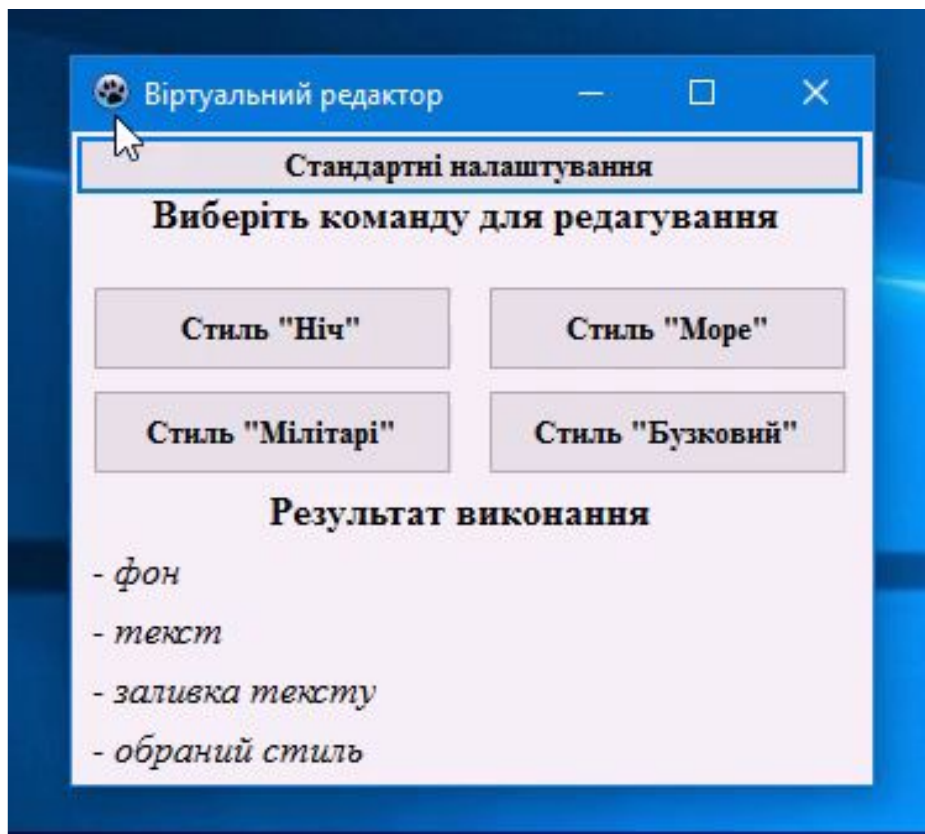 Віртуальний редактор
Стандартні налаштування
Виберіть команду для редагування
Стиль "Ніч"
Стиль "Море"
Стиль "Мілітарі"
Стиль "Бузковий"
Результат виконання
- фон
- текст
- заливка тексту
- обраний стиль